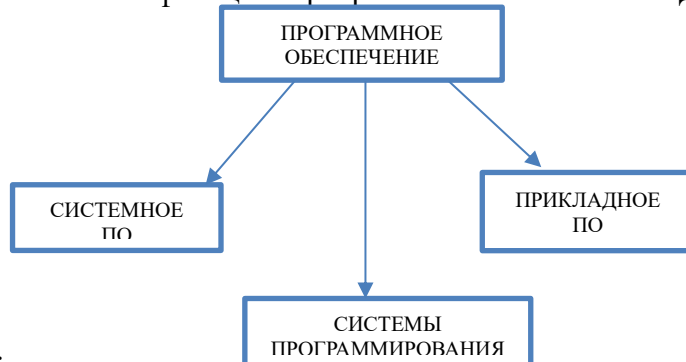 ПРОГРАММНОЕ
ОБЕСПЕЧЕНИЕ
СИСТЕМНОЕ
ПО
ПРИКЛАДНОЕ
ПО
СИСТЕМЫ
ПРОГРАММИРОВАНИЯ